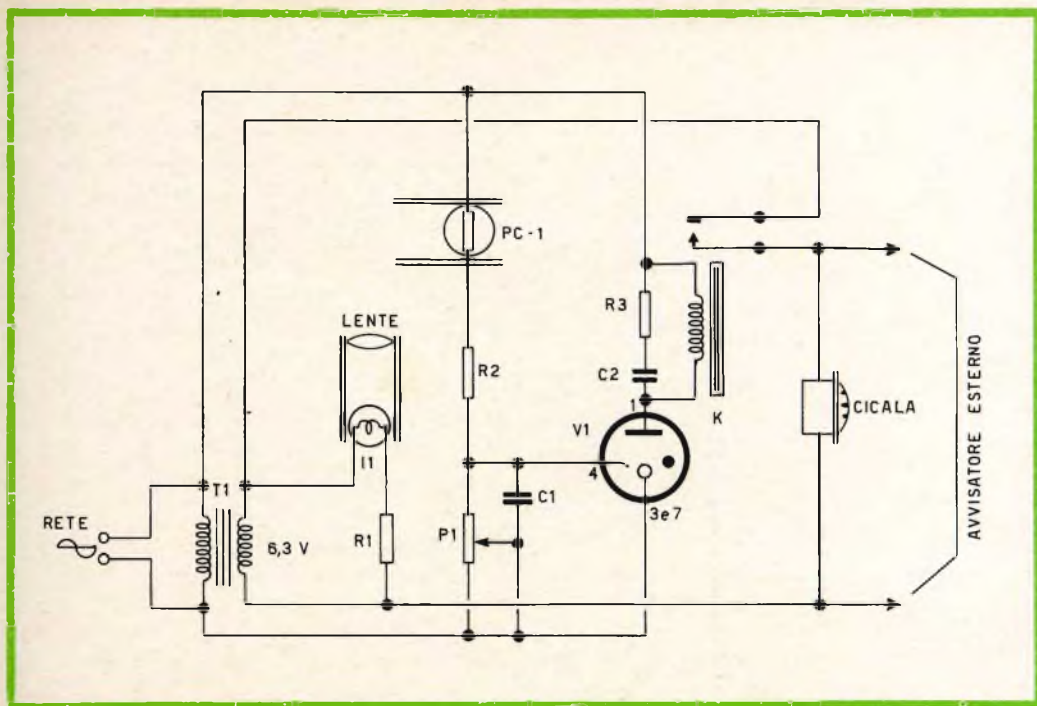 PC-1
R3
LENTE
R2
C2
K
1
V1
CICALA
4
I1
T1
C1
3e7
RETE
6,3 V
R1
P1
AVVISATORE ESTERNO